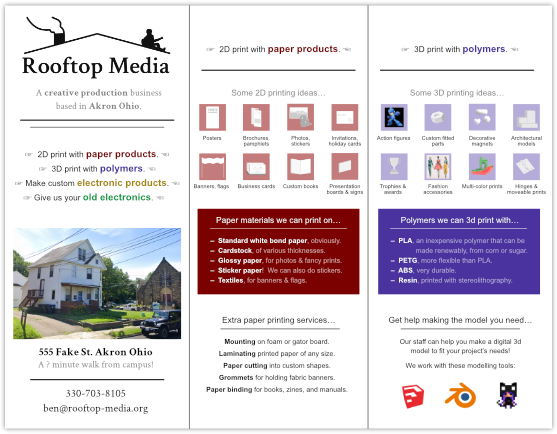 Rooftop Media
A creative production business
based in Akron Ohio.
☞ 2D print with paper products. ☜
☞ 3D print with polymers. ☜
☞ Make custom electronic products. ☜
☞ Give us your old electronics. ☜
555 Fake St. Akron Ohio
A ? minute walk from campus!
330-703-8105
ben@rooftop-media.org
☞ 2D print with paper products. ☜
Some 2D printing ideas…
Posters
Brochures, pamphlets
Photos, stickers
Invitations, holiday cards
Banners, flags
Business cards
Custom books
Presentation boards & signs
Paper materials we can print on…
– Standard white bond paper, obviously.
– Cardstock, of various thicknesses.
– Glossy paper, for photos & fancy prints.
– Sticker paper! We can also do stickers.
– Textiles, for banners & flags.
Extra paper printing services…
Mounting on foam or gator board.
Laminating printed paper of any size.
Paper cutting into custom shapes.
Grommets for holding fabric banners.
Paper binding for books, zines, and manuals.
☞ 3D print with polymers. ☜
Some 3D printing ideas…
Action figures
Custom fitted parts
Decorative magnets
Architectural models
Trophies & awards
Fashion accessories
Multi-color prints
Hinges & moveable prints
Polymers we can 3d print with…
– PLA, an inexpensive polymer that can be
made renewably, from corn or sugar.
– PETG, more flexible than PLA.
– ABS, very durable.
– Resin, printed with stereolithography.
Get help making the model you need…
Our staff can help you make a digital 3d
model to fit your project's needs!
We work with these modelling tools: